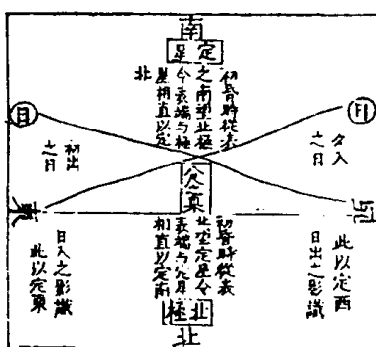 南
定星
初昏時從表
之南望北極
令表端与極
星相直以定
北
日
初出
之日
日
夕入
之日
東
西
日入之影識
此以定東
初昏時從表
北望定星令
表端与定星
相直以定南
此以定西
日出之影識
北極
北